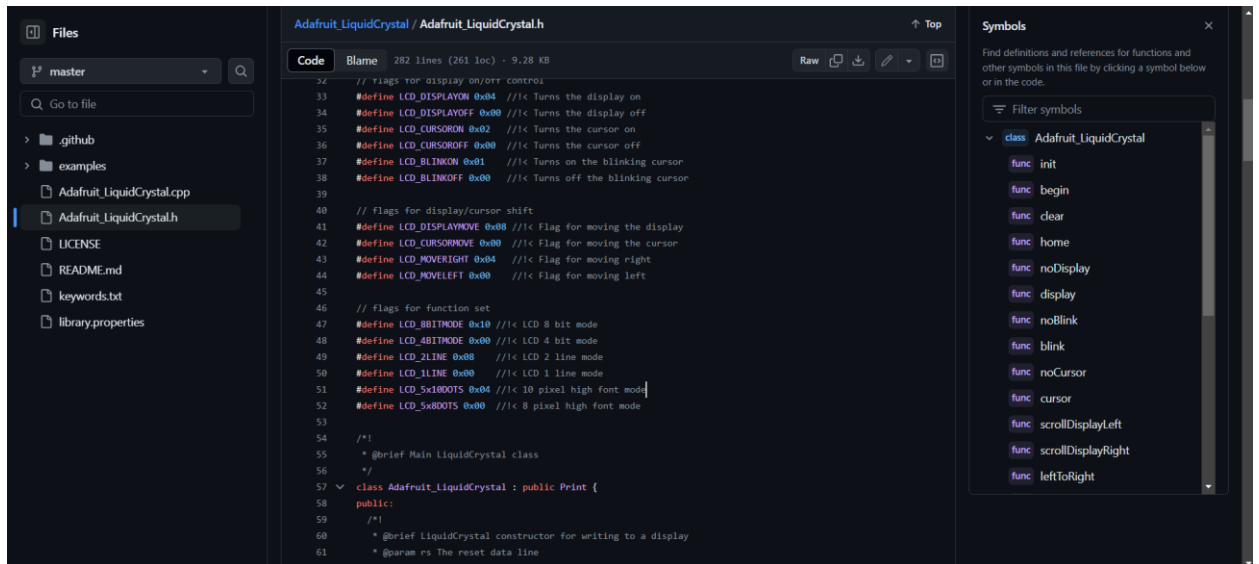 Files
master
Go to file
.github
examples
Adafruit_LiquidCrystal.cpp
Adafruit_LiquidCrystal.h
LICENSE
README.md
keywords.txt
library.properties
Adafruit_LiquidCrystal / Adafruit_LiquidCrystal.h
Top
Code Blame 282 lines (261 loc) · 9.28 KB Raw
32 // flags for display on/off control
33 #define LCD_DISPLAYON 0x04 //!< Turns the display on
34 #define LCD_DISPLAYOFF 0x00 //!< Turns the display off
35 #define LCD_CURSORON 0x02 //!< Turns the cursor on
36 #define LCD_CURSOROFF 0x00 //!< Turns the cursor off
37 #define LCD_BLINKON 0x01 //!< Turns on the blinking cursor
38 #define LCD_BLINKOFF 0x00 //!< Turns off the blinking cursor
39
40 // flags for display/cursor shift
41 #define LCD_DISPLAYMOVE 0x08 //!< Flag for moving the display
42 #define LCD_CURSORMOVE 0x00 //!< Flag for moving the cursor
43 #define LCD_MOVERIGHT 0x04 //!< Flag for moving right
44 #define LCD_MOVELEFT 0x00 //!< Flag for moving left
45
46 // flags for function set
47 #define LCD_8BITMODE 0x10 //!< LCD 8 bit mode
48 #define LCD_4BITMODE 0x00 //!< LCD 4 bit mode
49 #define LCD_2LINE 0x08 //!< LCD 2 line mode
50 #define LCD_1LINE 0x00 //!< LCD 1 line mode
51 #define LCD_5x10DOTS 0x04 //!< 10 pixel high font mode
52 #define LCD_5x8DOTS 0x00 //!< 8 pixel high font mode
53
54 /*!
55 * @brief Main LiquidCrystal class
56 */
57 class Adafruit_LiquidCrystal : public Print {
58 public:
59 /*!
60 * @brief LiquidCrystal constructor for writing to a display
61 * @param rs The reset data line
Symbols
Find definitions and references for functions and
other symbols in this file by clicking a symbol below
or in the code.
Filter symbols
class Adafruit_LiquidCrystal
func init
func begin
func clear
func home
func noDisplay
func display
func noBlink
func blink
func noCursor
func cursor
func scrollDisplayLeft
func scrollDisplayRight
func leftToRight